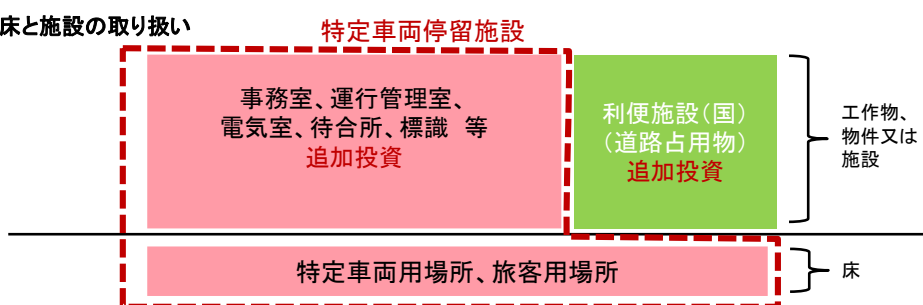 床と施設の取り扱い
特定車両停留施設
事務室、運行管理室、
電気室、待合所、標識 等
追加投資
利便施設(国)
(道路占用物)
追加投資
工作物、
物件又は
施設
特定車両用場所、旅客用場所
床